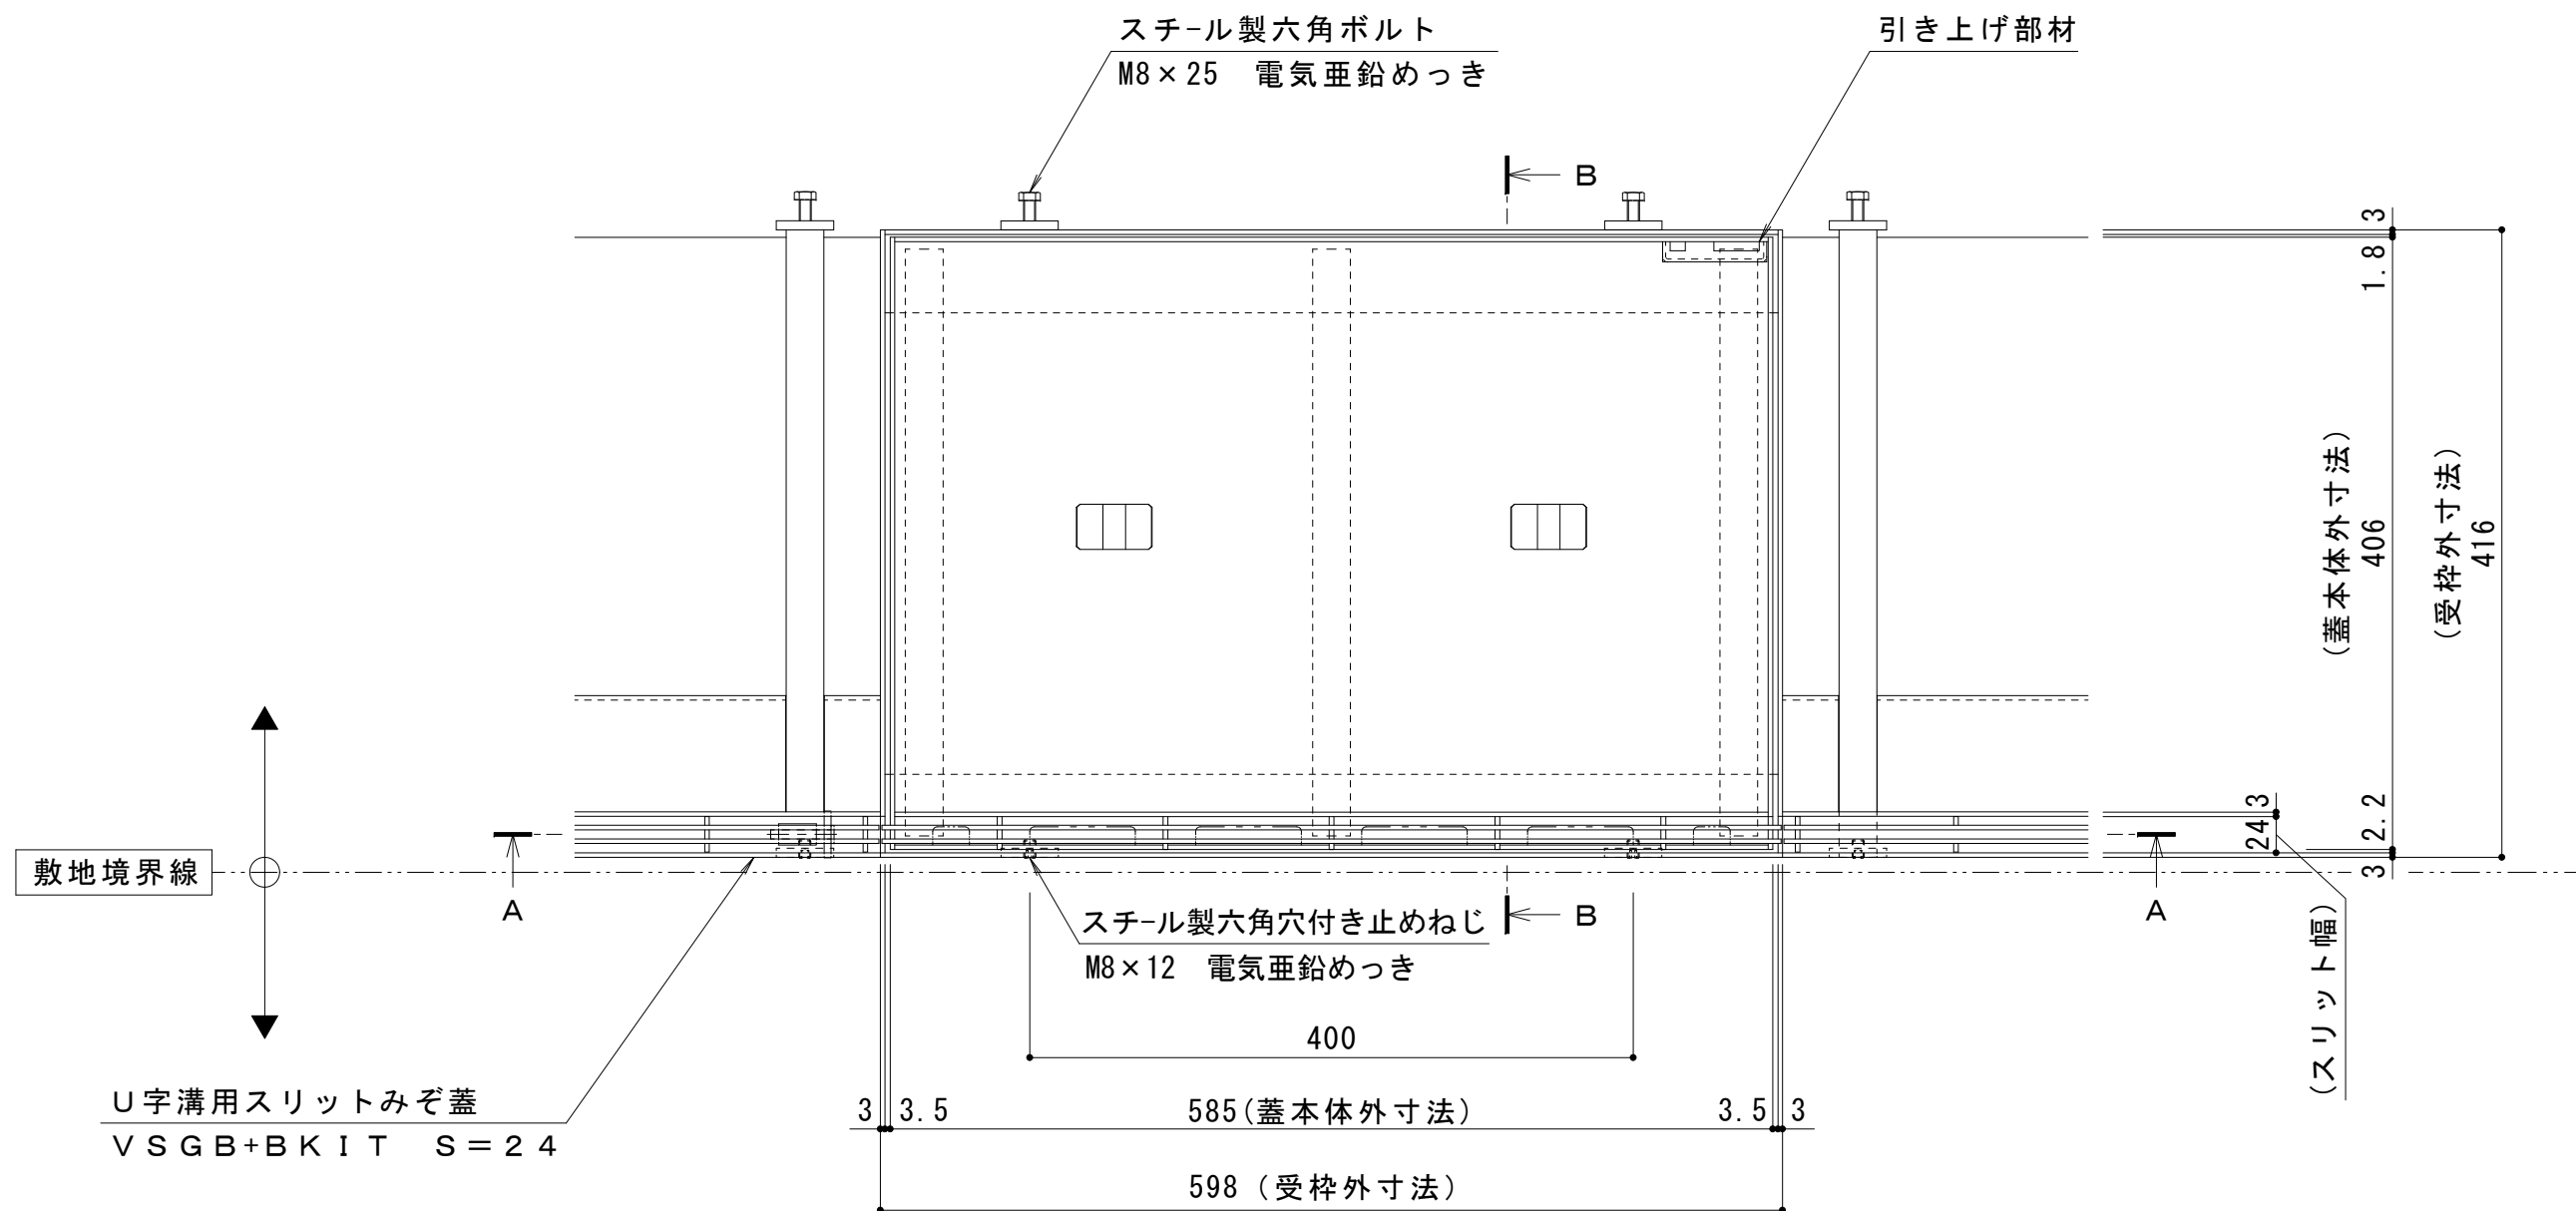 スチール製六角ボルト
M8×25　電気亜鉛めっき
引き上げ部材
B
3
1.8
(蓋本体外寸法)
406
(受枠外寸法)
416
3
24
2.2
3
(スリット幅)
敷地境界線
A
A
スチール製六角穴付き止めねじ
M8×12　電気亜鉛めっき
B
400
U字溝用スリットみぞ蓋
VSGB+BKIT　S=24
3
3.5
585(蓋本体外寸法)
3.5
3
598(受枠外寸法)